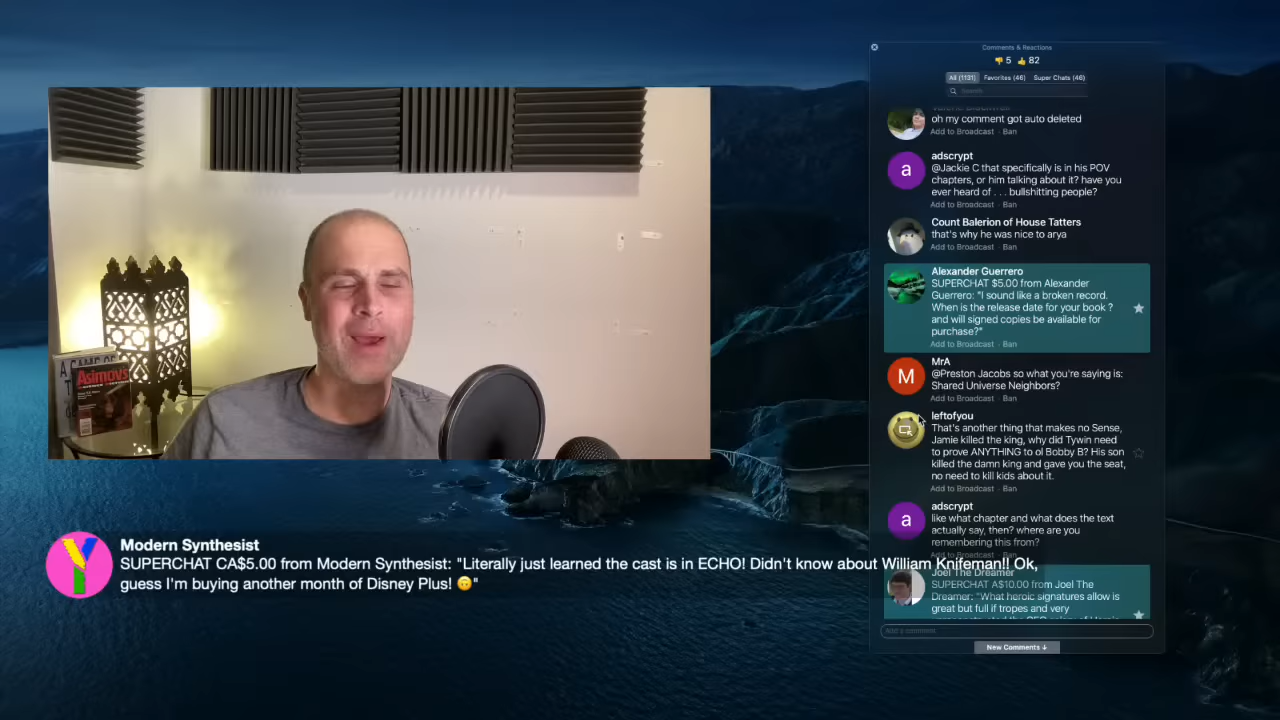 Comments & Reactions
👎 5 👍 82
All (1131) Favorites (46) Super Chats (46)
Search
oh my comment got auto deleted
Add to Broadcast · Ban
adscrypt
@Jackie C that specifically is in his POV
chapters, or him talking about it? have you
ever heard of . . . bullshitting people?
Add to Broadcast · Ban
Count Balerion of House Tatters
that's why he was nice to arya
Add to Broadcast · Ban
Alexander Guerrero
SUPERCHAT $5.00 from Alexander
Guerrero: "I sound like a broken record.
When is the release date for your book ?
and will signed copies be available for
purchase?"
Add to Broadcast · Ban
M
MrA
@Preston Jacobs so what you're saying is:
Shared Universe Neighbors?
Add to Broadcast · Ban
leftofyou
That's another thing that makes no Sense,
Jamie killed the king, why did Tywin need
to prove ANYTHING to ol Bobby B? His son
killed the damn king and gave you the seat,
no need to kill kids about it.
Add to Broadcast · Ban
a
adscrypt
like what chapter and what does the text
actually say, then? where are you
remembering this from?
Add to Broadcast · Ban
Joel The Dreamer
SUPERCHAT A$10.00 from Joel The
Dreamer: "What heroic signatures allow is
great but full if tropes and very
Add a comment
New Comments ↓
A GAME OF
Asimov's
Modern Synthesist
SUPERCHAT CA$5.00 from Modern Synthesist: "Literally just learned the cast is in ECHO! Didn't know about William Knifeman!! Ok,
guess I'm buying another month of Disney Plus! 🙃"